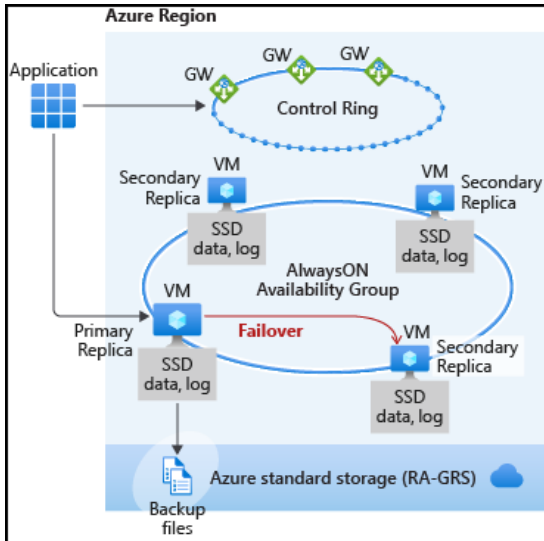 Azure Region
Application
GW
GW
GW
Control Ring
VM
Secondary
Replica
SSD
data, log
VM
Secondary
Replica
SSD
data, log
AlwaysON
Availability Group
VM
Primary
Replica
SSD
data, log
Failover
VM
Secondary
Replica
SSD
data, log
Azure standard storage (RA-GRS)
Backup
files